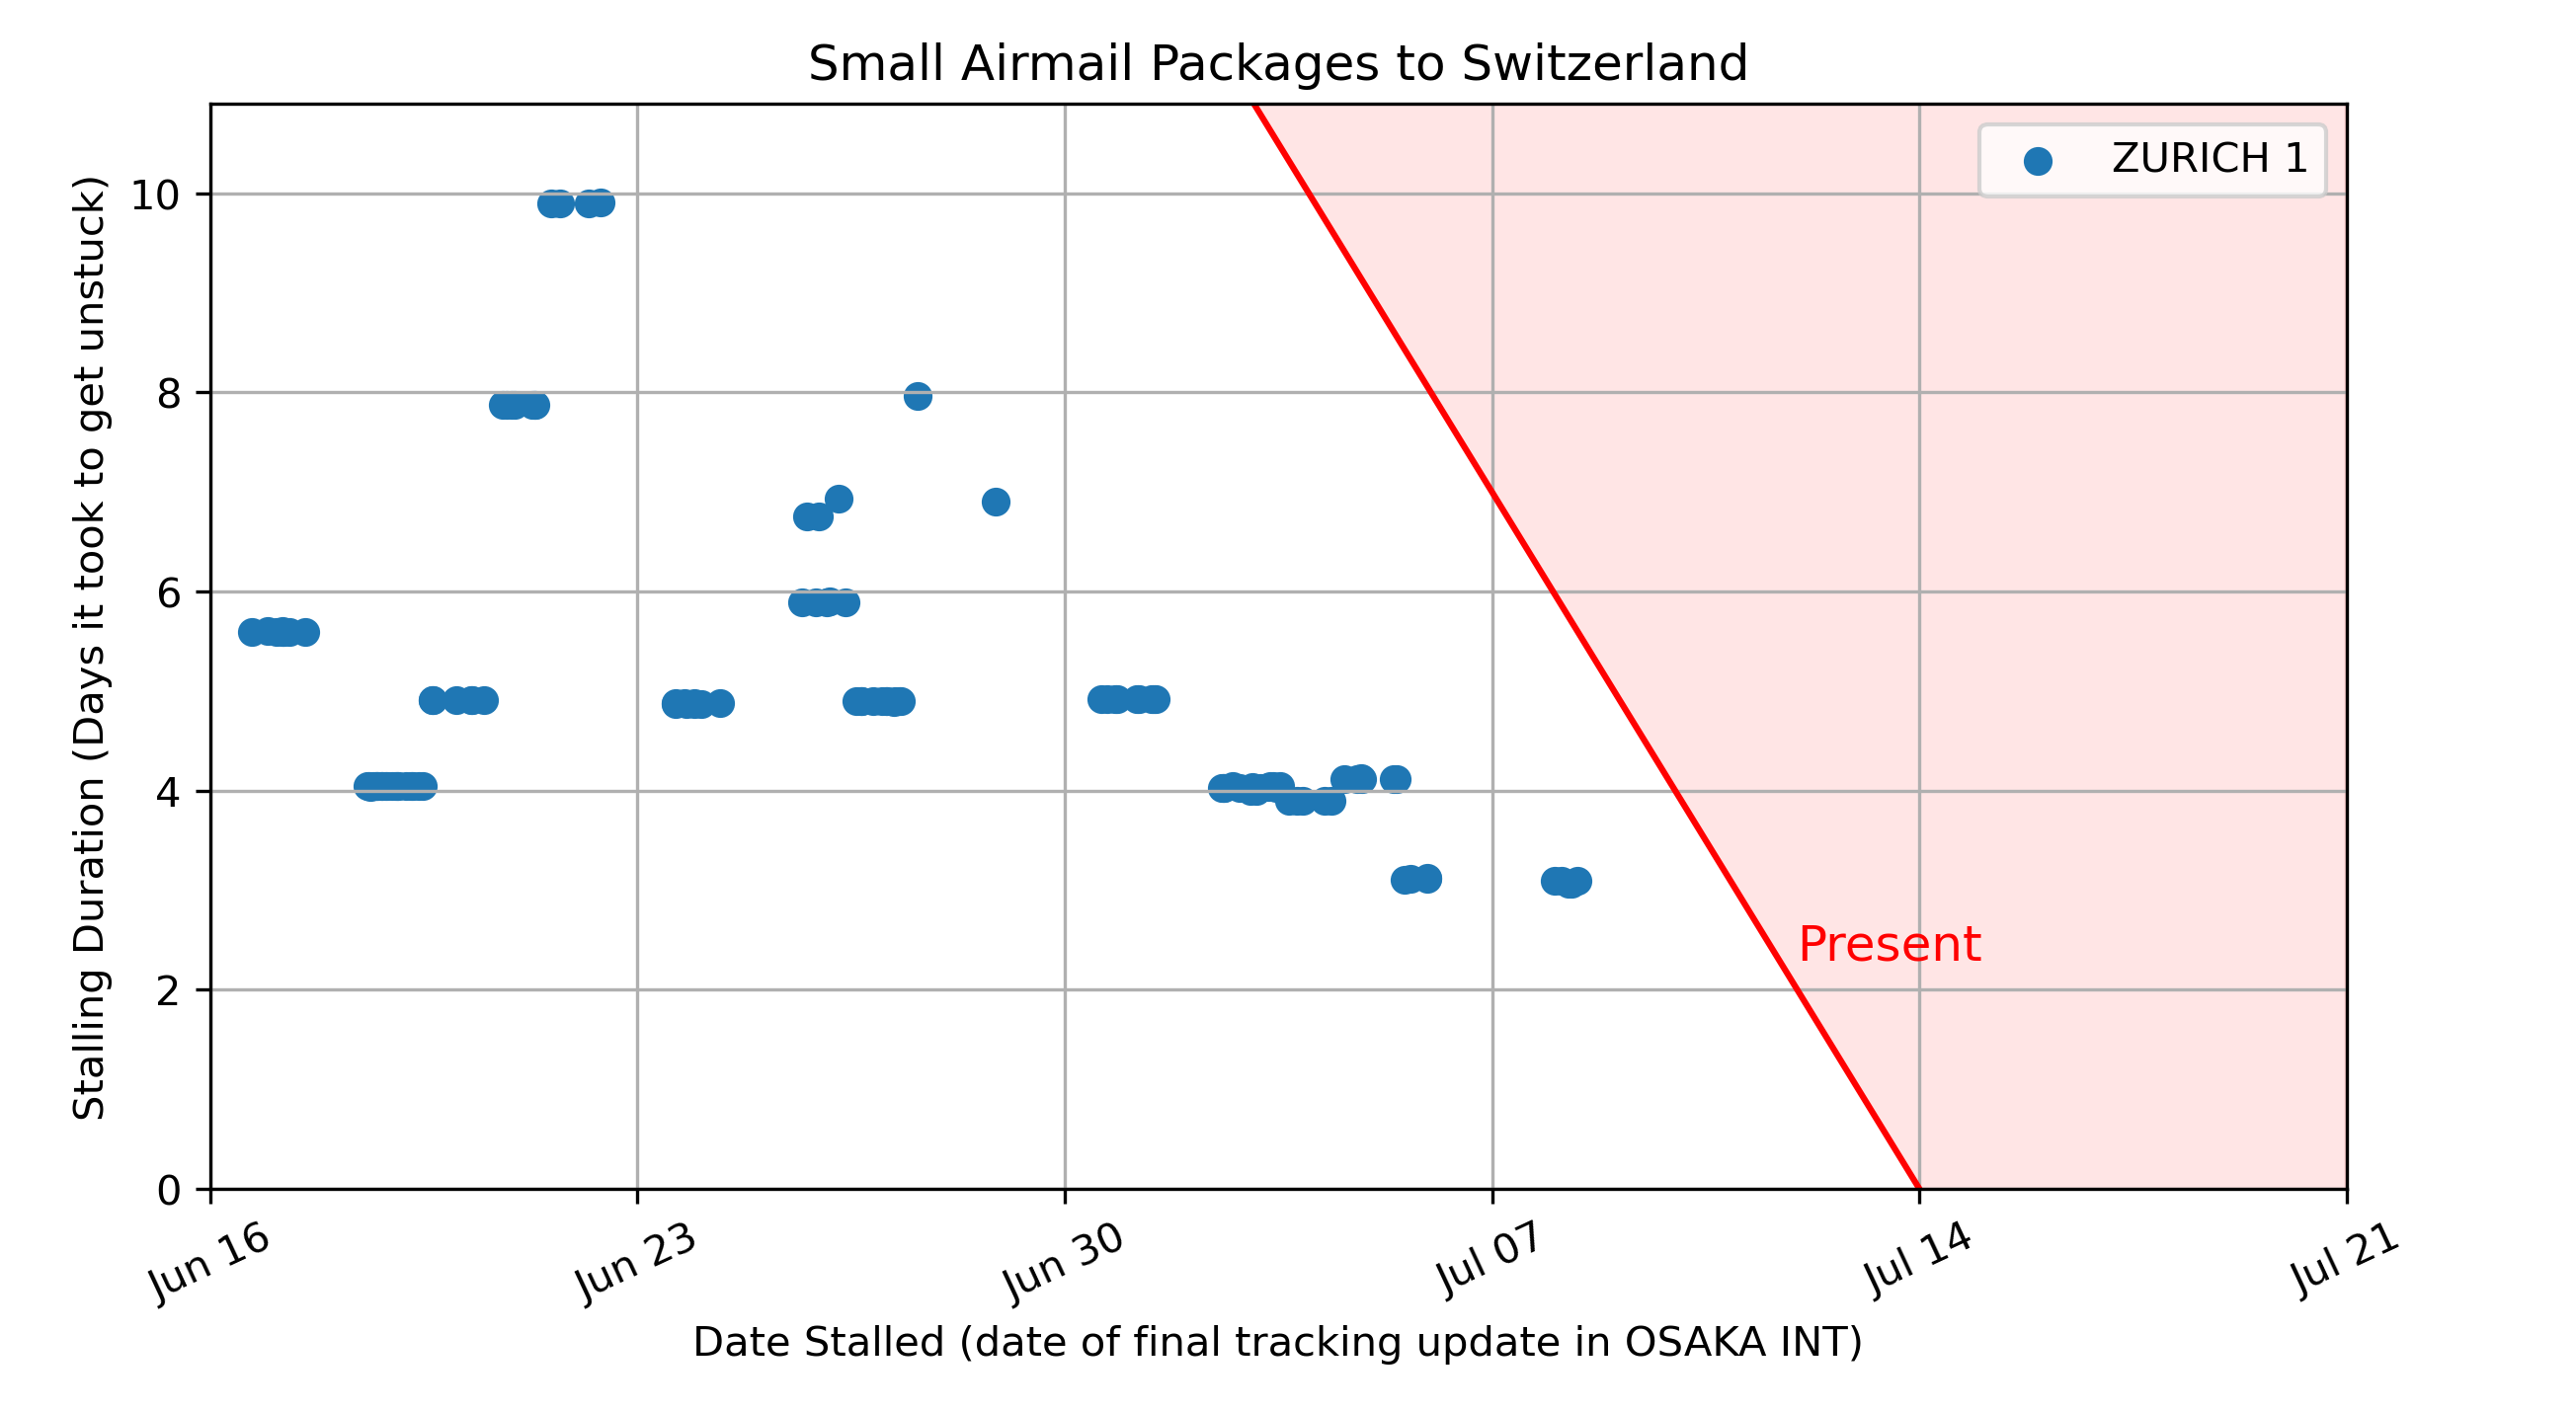 Small Airmail Packages to Switzerland
ZURICH 1
Stalling Duration (Days it took to get unstuck)
10
8
6
4
2
0
Present
Jun 16
Jun 23
Jun 30
Jul 07
Jul 14
Jul 21
Date Stalled (date of final tracking update in OSAKA INT)